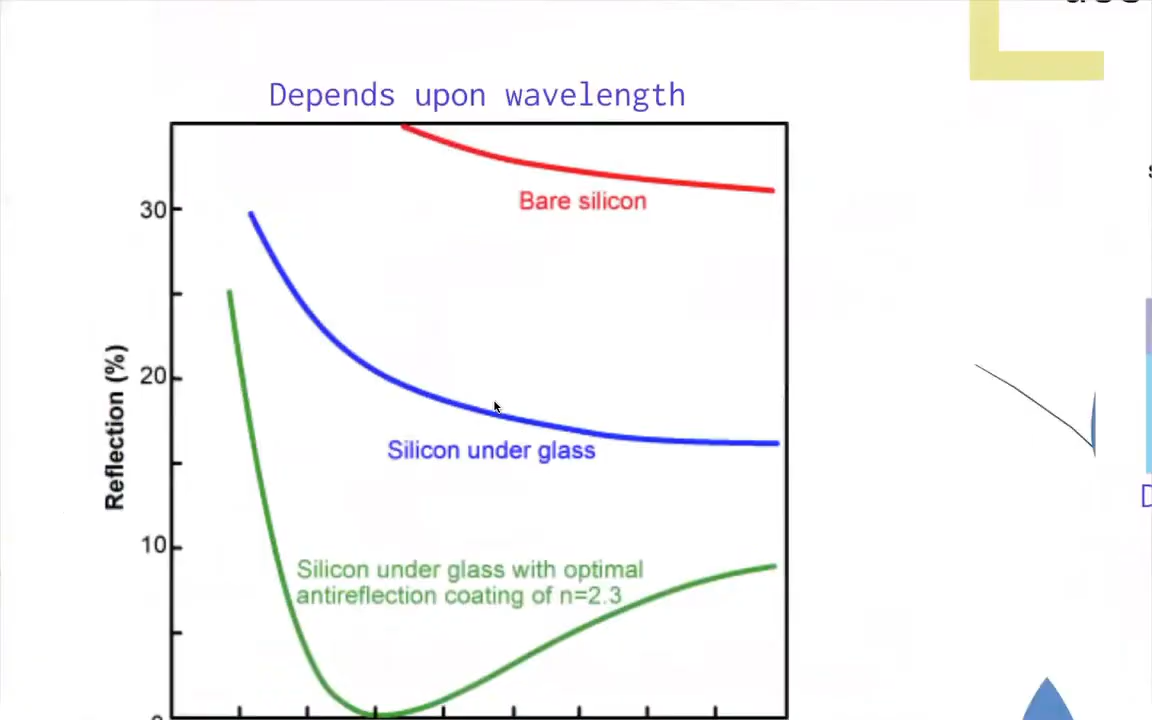 Depends upon wavelength
Bare silicon
30
20
Reflection (%)
Silicon under glass
10
Silicon under glass with optimal
antireflection coating of n=2.3